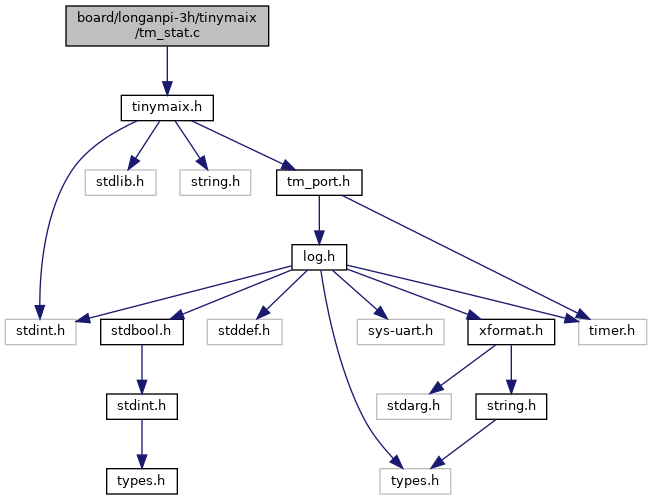 board/longanpi-3h/tinymaix
/tm_stat.c
tinymaix.h
stdlib.h
string.h
tm_port.h
log.h
stdint.h
stdbool.h
stddef.h
sys-uart.h
xformat.h
timer.h
stdint.h
stdarg.h
string.h
types.h
types.h